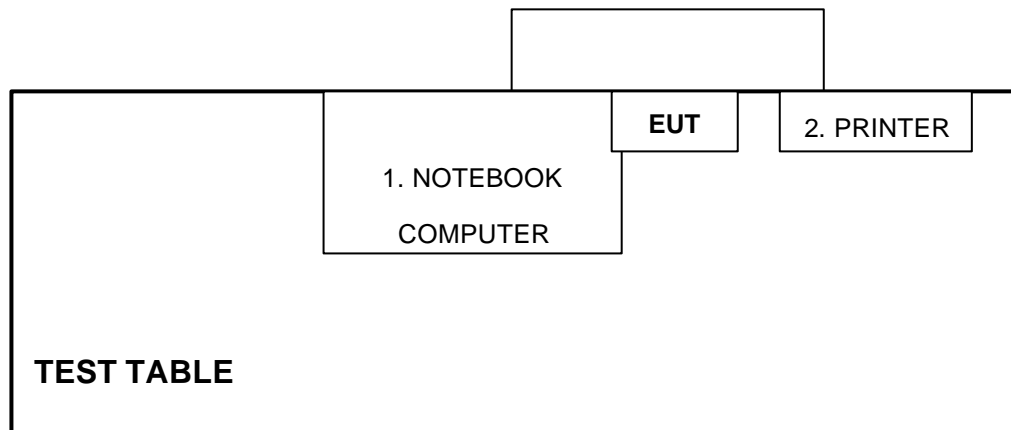 EUT
2. PRINTER
1. NOTEBOOK
COMPUTER
TEST TABLE